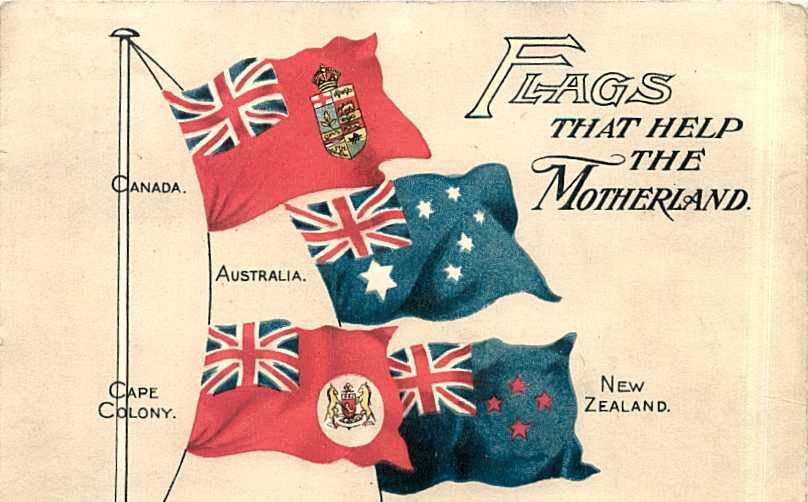 FLAGS
THAT HELP
THE
MOTHERLAND.
CANADA.
AUSTRALIA.
CAPE
COLONY.
NEW
ZEALAND.